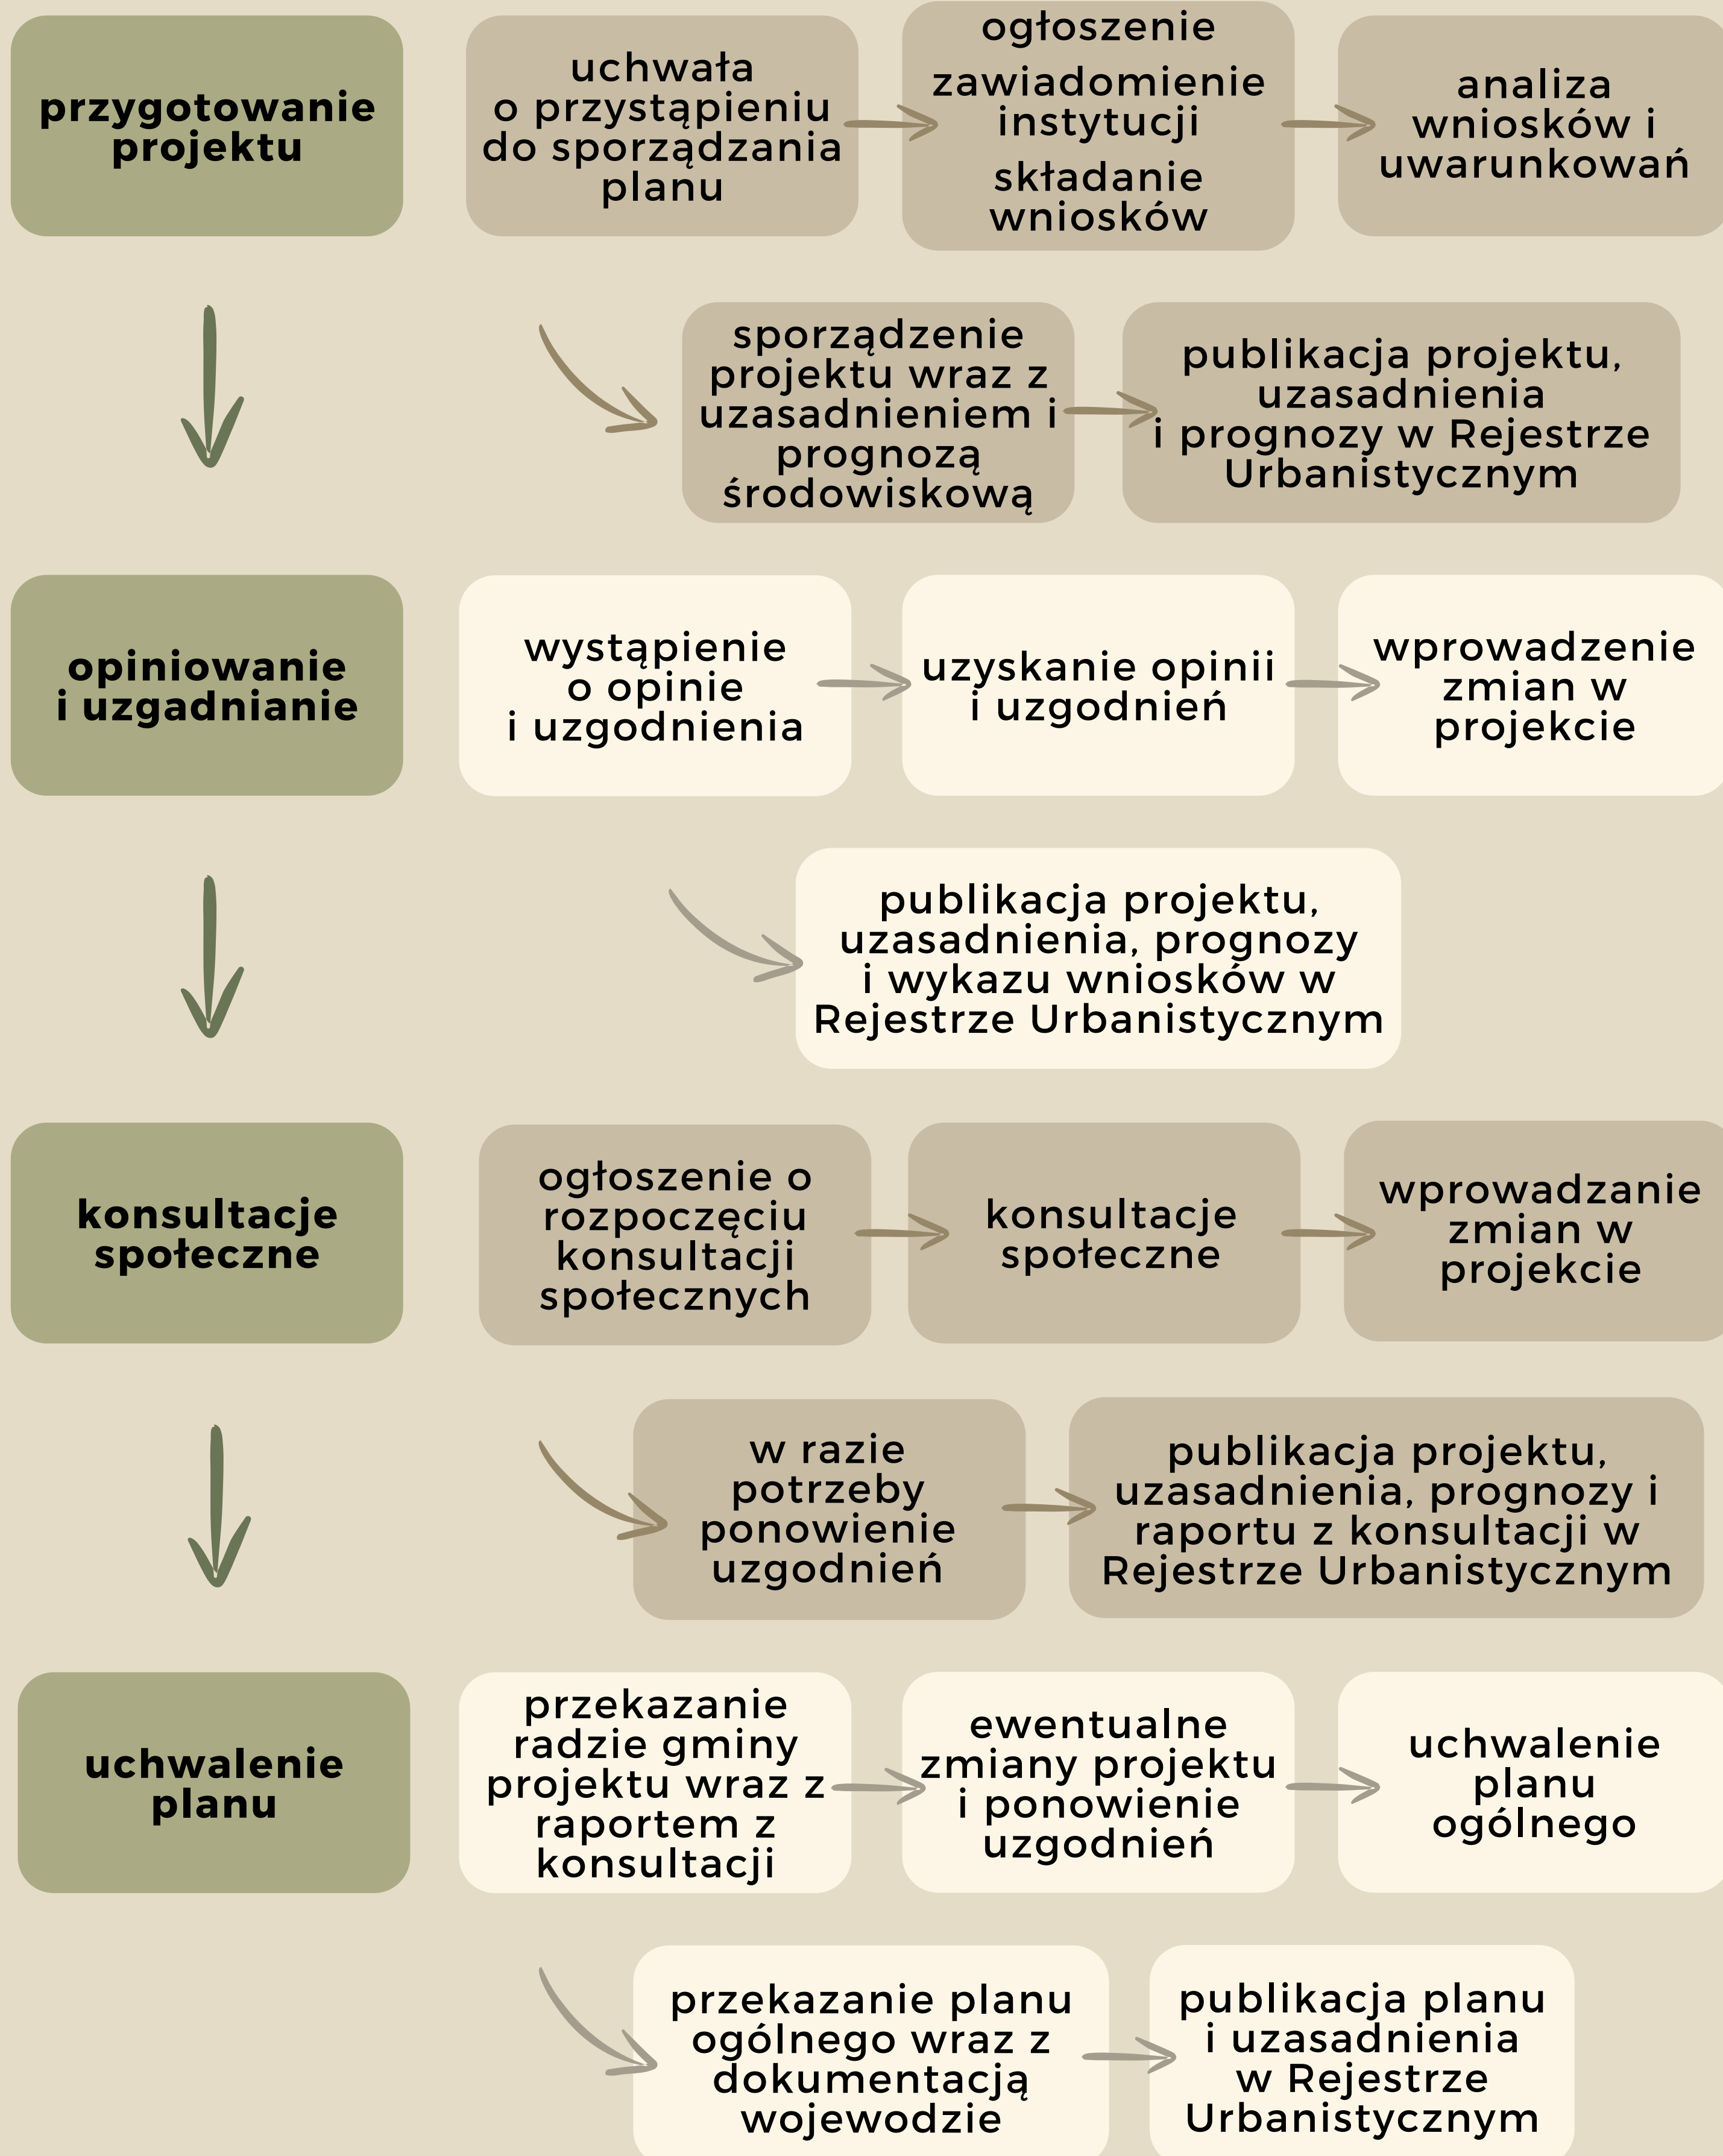 przygotowanie
projektu
uchwała
o przystąpieniu
do sporządzania
planu
ogłoszenie
zawiadomienie
instytucji
składanie
wniosków
analiza
wniosków i
uwarunkowań
sporządzenie
projektu wraz z
uzasadnieniem i
prognozą
środowiskową
publikacja projektu,
uzasadnienia
i prognozy w Rejestrze
Urbanistycznym
opiniowanie
i uzgadnianie
wystąpienie
o opinie
i uzgodnienia
uzyskanie opinii
i uzgodnień
wprowadzenie
zmian w
projekcie
publikacja projektu,
uzasadnienia, prognozy
i wykazu wniosków w
Rejestrze Urbanistycznym
konsultacje
społeczne
ogłoszenie o
rozpoczęciu
konsultacji
społecznych
konsultacje
społeczne
wprowadzanie
zmian w
projekcie
w razie
potrzeby
ponowienie
uzgodnień
publikacja projektu,
uzasadnienia, prognozy i
raportu z konsultacji w
Rejestrze Urbanistycznym
uchwalenie
planu
przekazanie
radzie gminy
projektu wraz z
raportem z
konsultacji
ewentualne
zmiany projektu
i ponowienie
uzgodnień
uchwalenie
planu
ogólnego
przekazanie planu
ogólnego wraz z
dokumentacją
wojewodzie
publikacja planu
i uzasadnienia
w Rejestrze
Urbanistycznym